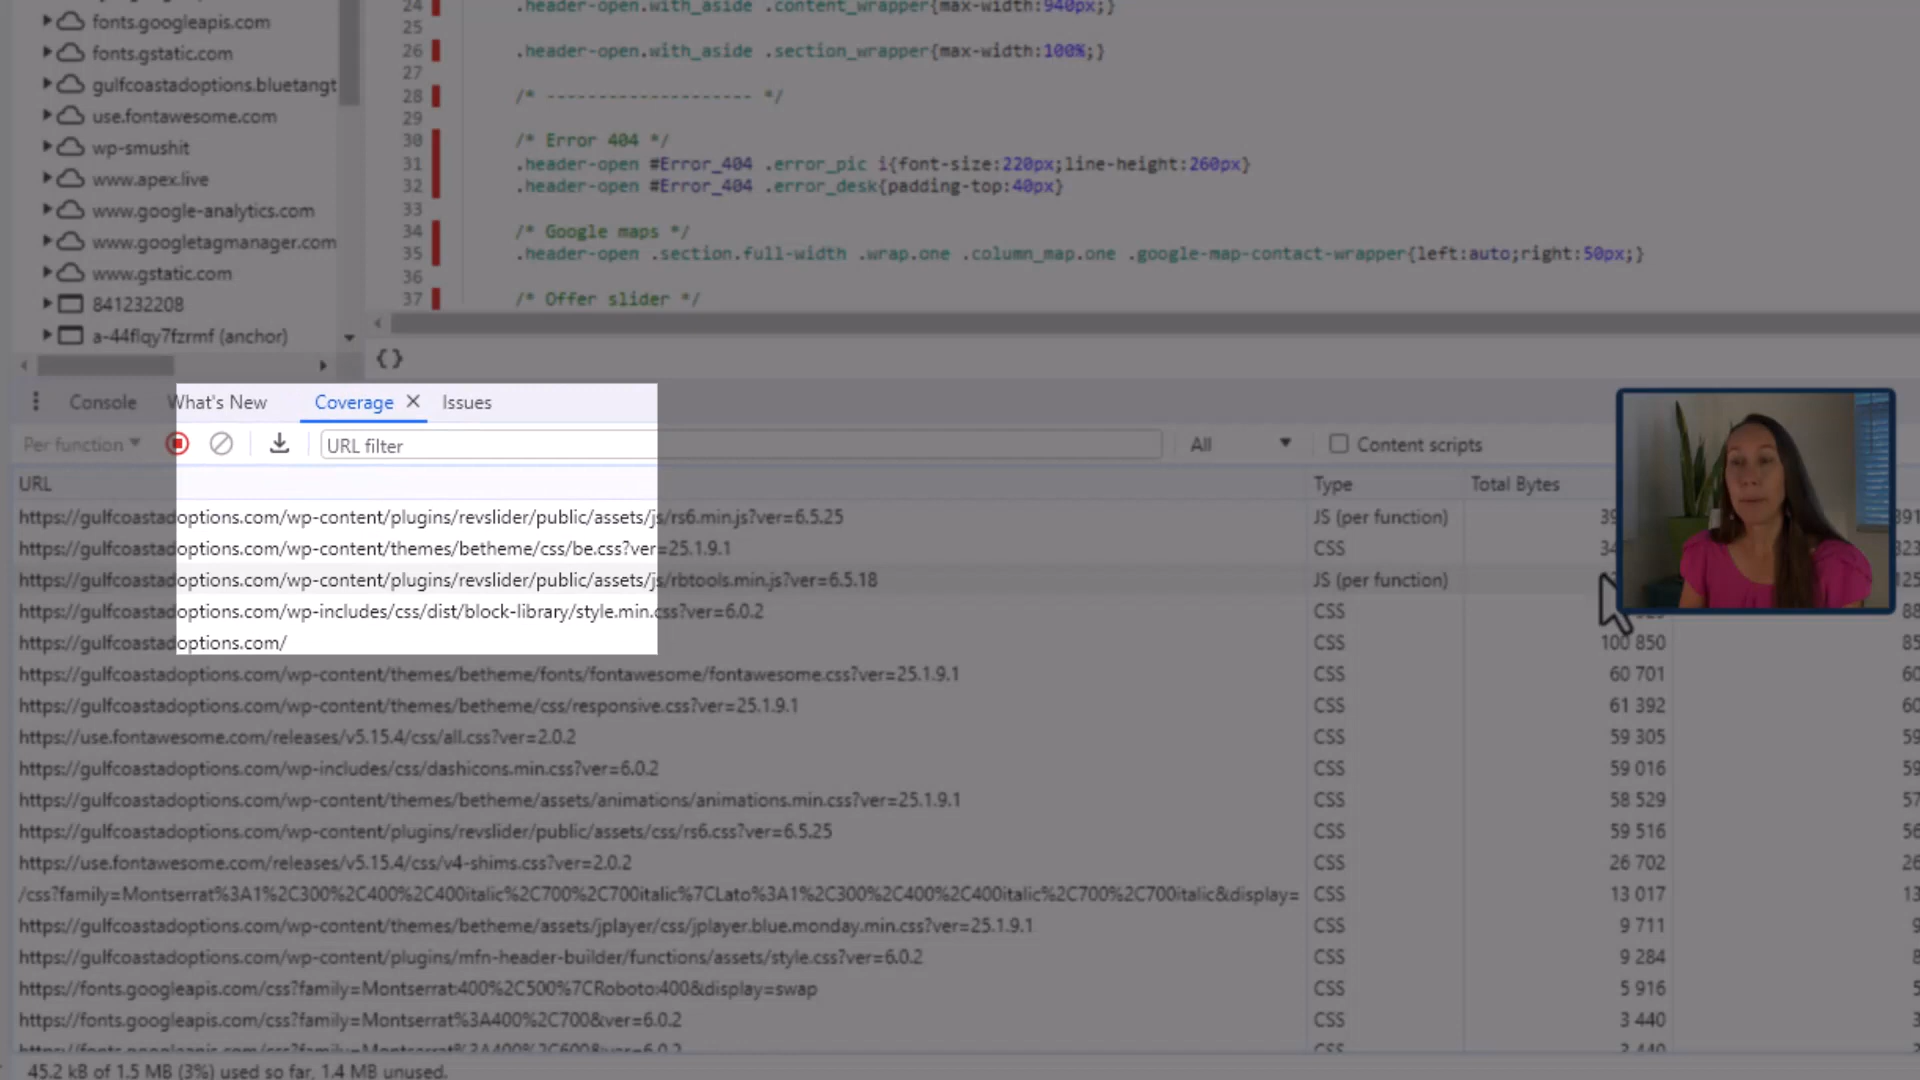 fonts.googleapis.com
fonts.gstatic.com
gulfcoastadoptions.bluetangt
use.fontawesome.com
wp-smushit
www.apex.live
www.google-analytics.com
www.googletagmanager.com
www.gstatic.com
841232208
a-44flqy7fzrmf (anchor)
24 .header-open.with_aside .content_wrapper{max-width:940px;}
25
26 .header-open.with_aside .section_wrapper{max-width:100%;}
27
28 /* -------------------- */
29
30 /* Error 404 */
31 .header-open #Error_404 .error_pic i{font-size:220px;line-height:260px}
32 .header-open #Error_404 .error_desk{padding-top:40px}
33
34 /* Google maps */
35 .header-open .section.full-width .wrap.one .column_map.one .google-map-contact-wrapper{left:auto;right:50px;}
36
37 /* Offer slider */
{}
Console What's New Coverage × Issues
Per function URL filter All Content scripts
URL Type Total Bytes
https://gulfcoastadoptions.com/wp-content/plugins/revslider/public/assets/js/rs6.min.js?ver=6.5.25 JS (per function)
https://gulfcoastadoptions.com/wp-content/themes/betheme/css/be.css?ver=25.1.9.1 CSS
https://gulfcoastadoptions.com/wp-content/plugins/revslider/public/assets/js/rbtools.min.js?ver=6.5.18 JS (per function)
https://gulfcoastadoptions.com/wp-includes/css/dist/block-library/style.min.css?ver=6.0.2 CSS
https://gulfcoastadoptions.com/ CSS 100 850
https://gulfcoastadoptions.com/wp-content/themes/betheme/fonts/fontawesome/fontawesome.css?ver=25.1.9.1 CSS 60 701
https://gulfcoastadoptions.com/wp-content/themes/betheme/css/responsive.css?ver=25.1.9.1 CSS 61 392
https://use.fontawesome.com/releases/v5.15.4/css/all.css?ver=2.0.2 CSS 59 305
https://gulfcoastadoptions.com/wp-includes/css/dashicons.min.css?ver=6.0.2 CSS 59 016
https://gulfcoastadoptions.com/wp-content/themes/betheme/assets/animations/animations.min.css?ver=25.1.9.1 CSS 58 529
https://gulfcoastadoptions.com/wp-content/plugins/revslider/public/assets/css/rs6.css?ver=6.5.25 CSS 59 516
https://use.fontawesome.com/releases/v5.15.4/css/v4-shims.css?ver=2.0.2 CSS 26 702
/css?family=Montserrat%3A1%2C300%2C400%2C400italic%2C700%2C700italic%7CLato%3A1%2C300%2C400%2C400italic%2C700%2C700italic&display= CSS 13 017
https://gulfcoastadoptions.com/wp-content/themes/betheme/assets/jplayer/css/jplayer.blue.monday.min.css?ver=25.1.9.1 CSS 9 711
https://gulfcoastadoptions.com/wp-content/plugins/mfn-header-builder/functions/assets/style.css?ver=6.0.2 CSS 9 284
https://fonts.googleapis.com/css?family=Montserrat:400%2C500%7CRoboto:400&display=swap CSS 5 916
https://fonts.googleapis.com/css?family=Montserrat%3A400%2C700&ver=6.0.2 CSS 3 440
https://fonts.googleapis.com/css?family=Montserrat%3A400%2C600&ver=6.0.2 CSS 3 440
45.2 kB of 1.5 MB (3%) used so far, 1.4 MB unused.